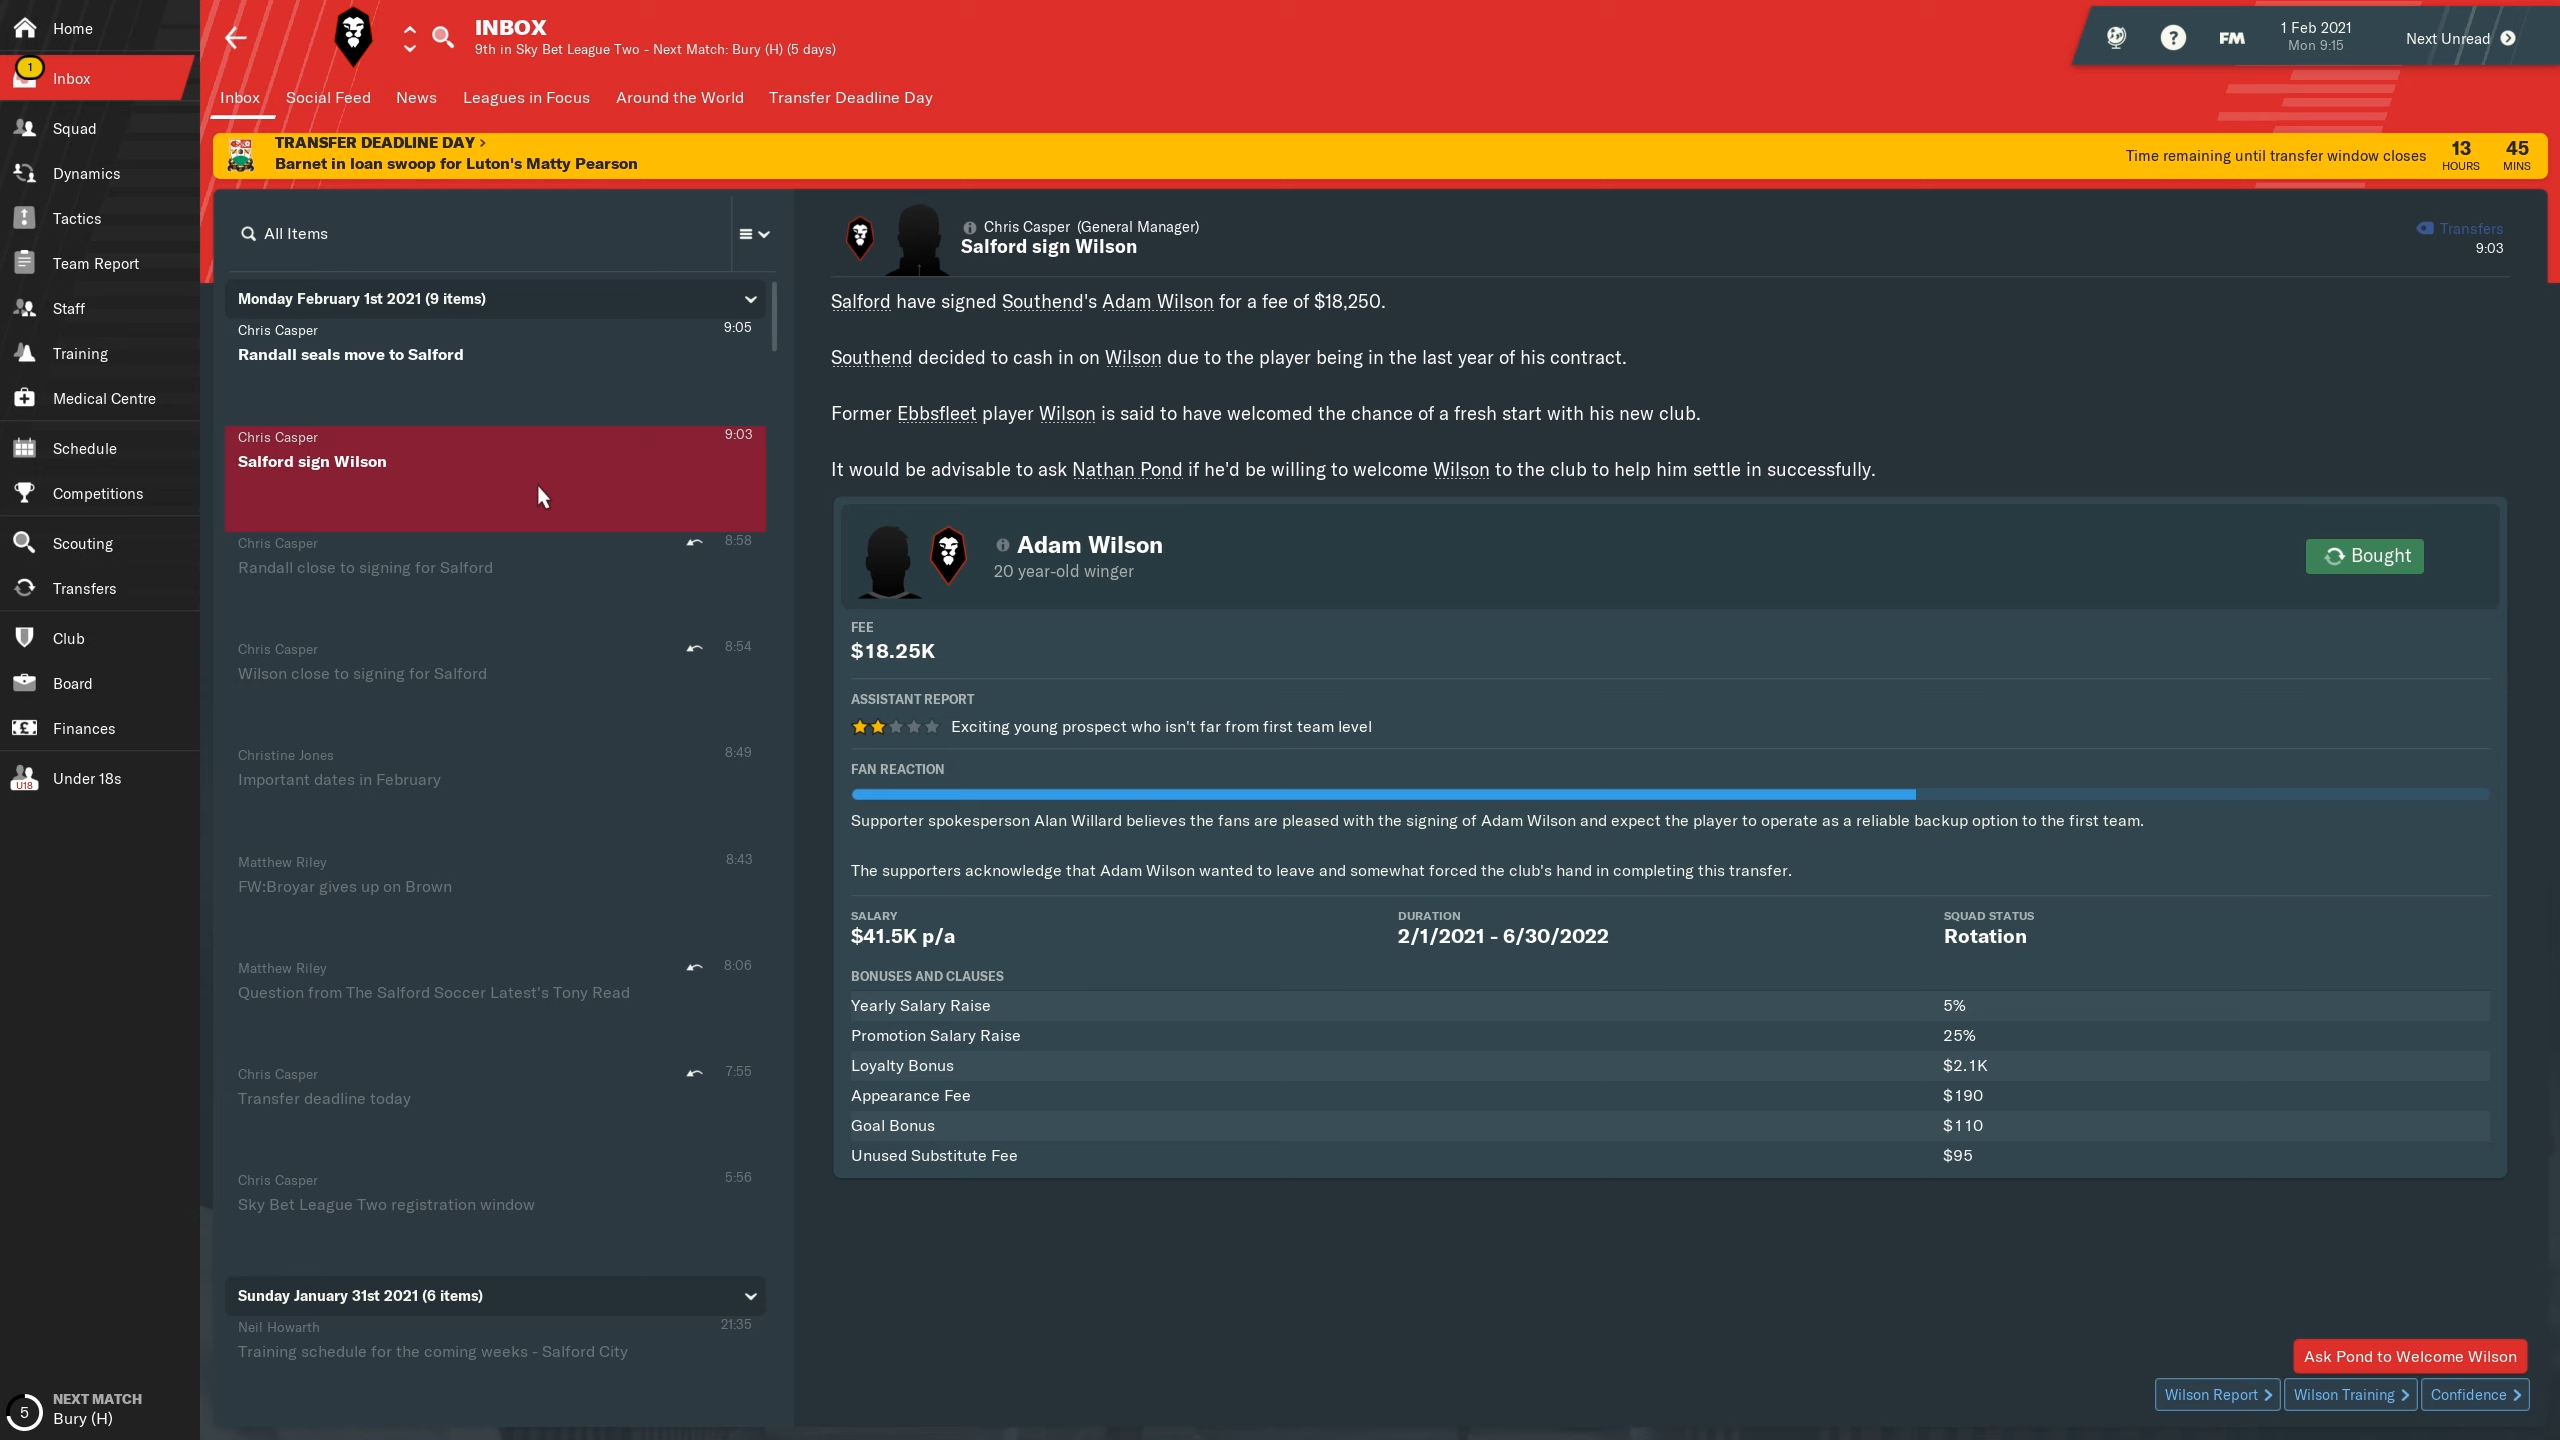 Home
1
Inbox
Squad
Dynamics
Tactics
Team Report
Staff
Training
Medical Centre
Schedule
Competitions
Scouting
Transfers
Club
Board
Finances
U18
Under 18s
NEXT MATCH
5
Bury (H)
INBOX
9th in Sky Bet League Two - Next Match: Bury (H) (5 days)
?
FM
1 Feb 2021
Mon 9:15
Next Unread
Inbox
Social Feed
News
Leagues in Focus
Around the World
Transfer Deadline Day
TRANSFER DEADLINE DAY >
Barnet in loan swoop for Luton's Matty Pearson
Time remaining until transfer window closes
13
HOURS
45
MINS
All Items
Monday February 1st 2021 (9 items)
Chris Casper
9:05
Randall seals move to Salford
Chris Casper
9:03
Salford sign Wilson
Chris Casper
8:58
Randall close to signing for Salford
Chris Casper
8:54
Wilson close to signing for Salford
Christine Jones
8:49
Important dates in February
Matthew Riley
8:43
FW:Broyar gives up on Brown
Matthew Riley
8:06
Question from The Salford Soccer Latest's Tony Read
Chris Casper
7:55
Transfer deadline today
Chris Casper
5:56
Sky Bet League Two registration window
Sunday January 31st 2021 (6 items)
Neil Howarth
21:35
Training schedule for the coming weeks - Salford City
Chris Casper (General Manager)
Salford sign Wilson
Transfers
9:03
Salford have signed Southend's Adam Wilson for a fee of $18,250.
Southend decided to cash in on Wilson due to the player being in the last year of his contract.
Former Ebbsfleet player Wilson is said to have welcomed the chance of a fresh start with his new club.
It would be advisable to ask Nathan Pond if he'd be willing to welcome Wilson to the club to help him settle in successfully.
Adam Wilson
20 year-old winger
Bought
FEE
$18.25K
ASSISTANT REPORT
Exciting young prospect who isn't far from first team level
FAN REACTION
Supporter spokesperson Alan Willard believes the fans are pleased with the signing of Adam Wilson and expect the player to operate as a reliable backup option to the first team.
The supporters acknowledge that Adam Wilson wanted to leave and somewhat forced the club's hand in completing this transfer.
SALARY
$41.5K p/a
DURATION
2/1/2021 - 6/30/2022
SQUAD STATUS
Rotation
BONUSES AND CLAUSES
Yearly Salary Raise
5%
Promotion Salary Raise
25%
Loyalty Bonus
$2.1K
Appearance Fee
$190
Goal Bonus
$110
Unused Substitute Fee
$95
Ask Pond to Welcome Wilson
Wilson Report >
Wilson Training >
Confidence >